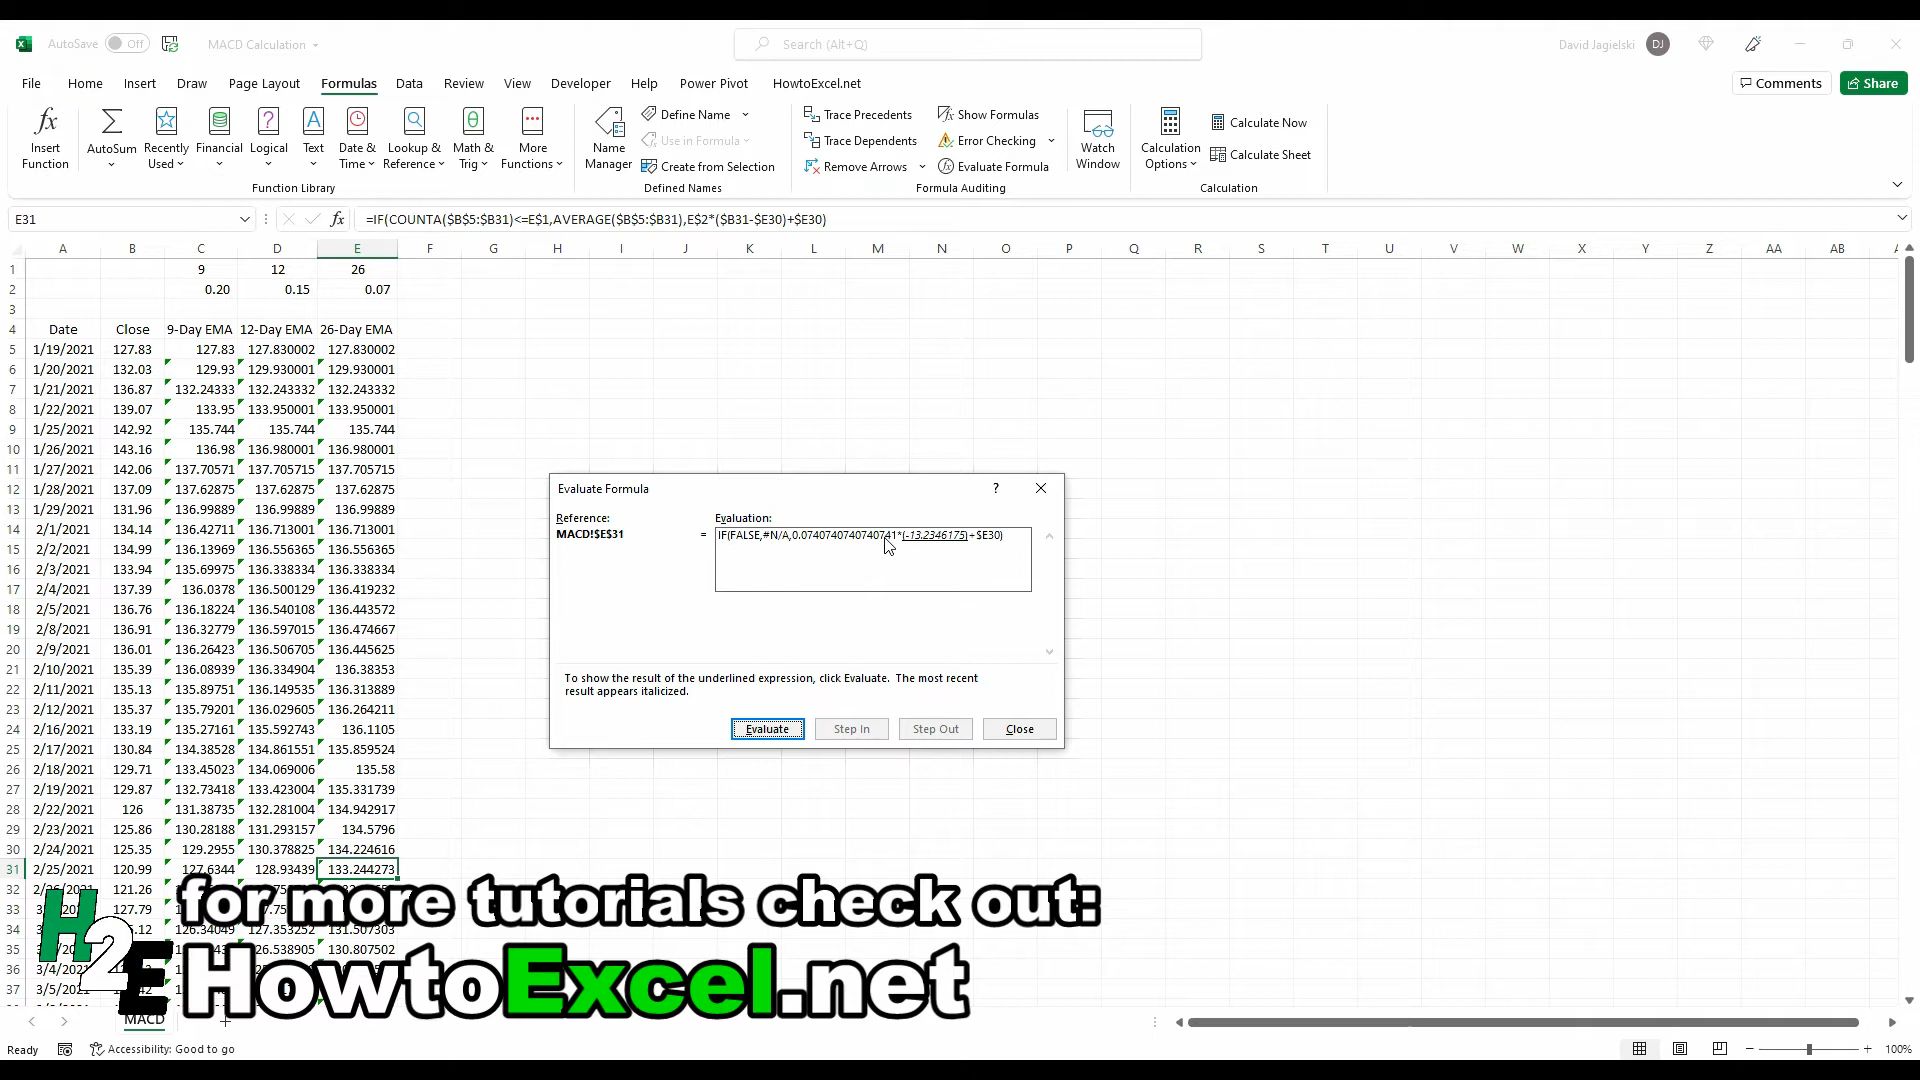 AutoSave Off MACD Calculation Search (Alt+Q) David Jagielski DJ
File Home Insert Draw Page Layout Formulas Data Review View Developer Help Power Pivot HowtoExcel.net Comments Share
Insert Function AutoSum Recently Used Financial Logical Text Date & Time Lookup & Reference Math & Trig More Functions
Function Library
Name Manager Define Name Use in Formula Create from Selection
Defined Names
Trace Precedents Show Formulas
Trace Dependents Error Checking
Remove Arrows Evaluate Formula
Formula Auditing
Watch Window
Calculation Options Calculate Now Calculate Sheet
Calculation
E31 fx =IF(COUNTA($B$5:$B31)<=E$1,AVERAGE($B$5:$B31),E$2*($B31-$E30)+$E30)
A B C D E F G H I J K L M N O P Q R S T U V W X Y Z AA AB
1 9 12 26
2 0.20 0.15 0.07
3
4 Date Close 9-Day EMA 12-Day EMA 26-Day EMA
5 1/19/2021 127.83 127.83 127.830002 127.830002
6 1/20/2021 132.03 129.93 129.930001 129.930001
7 1/21/2021 136.87 132.24333 132.243332 132.243332
8 1/22/2021 139.07 133.95 133.950001 133.950001
9 1/25/2021 142.92 135.744 135.744 135.744
10 1/26/2021 143.16 136.98 136.980001 136.980001
11 1/27/2021 142.06 137.70571 137.705715 137.705715
12 1/28/2021 137.09 137.62875 137.62875 137.62875
13 1/29/2021 131.96 136.99889 136.99889 136.99889
14 2/1/2021 134.14 136.42711 136.713001 136.713001
15 2/2/2021 134.99 136.13969 136.556365 136.556365
16 2/3/2021 133.94 135.69975 136.338334 136.338334
17 2/4/2021 137.39 136.0378 136.500129 136.419232
18 2/5/2021 136.76 136.18224 136.540108 136.443572
19 2/8/2021 136.91 136.32779 136.597015 136.474667
20 2/9/2021 136.01 136.26423 136.506705 136.445625
21 2/10/2021 135.39 136.08939 136.334904 136.38353
22 2/11/2021 135.13 135.89751 136.149535 136.313889
23 2/12/2021 135.37 135.79201 136.029605 136.264211
24 2/16/2021 133.19 135.27161 135.592743 136.1105
25 2/17/2021 130.84 134.38528 134.861551 135.859524
26 2/18/2021 129.71 133.45023 134.069006 135.58
27 2/19/2021 129.87 132.73418 133.423004 135.331739
28 2/22/2021 126 131.38735 132.281004 134.942917
29 2/23/2021 125.86 130.28188 131.293157 134.5796
30 2/24/2021 125.35 129.2955 130.378825 134.224616
31 2/25/2021 120.99 127.6344 128.93439 133.244273
32 121.26
33 127.79
34 126.34049 127.353252 131.507303
35 126.538905 130.807502
36 3/4/2021
37 3/5/2021
Evaluate Formula ?
Reference: Evaluation:
MACD!$E$31 = IF(FALSE,#N/A,0.0740740740740741*(-13.2346175)+$E30)
To show the result of the underlined expression, click Evaluate. The most recent
result appears italicized.
Evaluate Step In Step Out Close
for more tutorials check out:
H2E HowtoExcel.net
MACD
Ready Accessibility: Good to go 100%